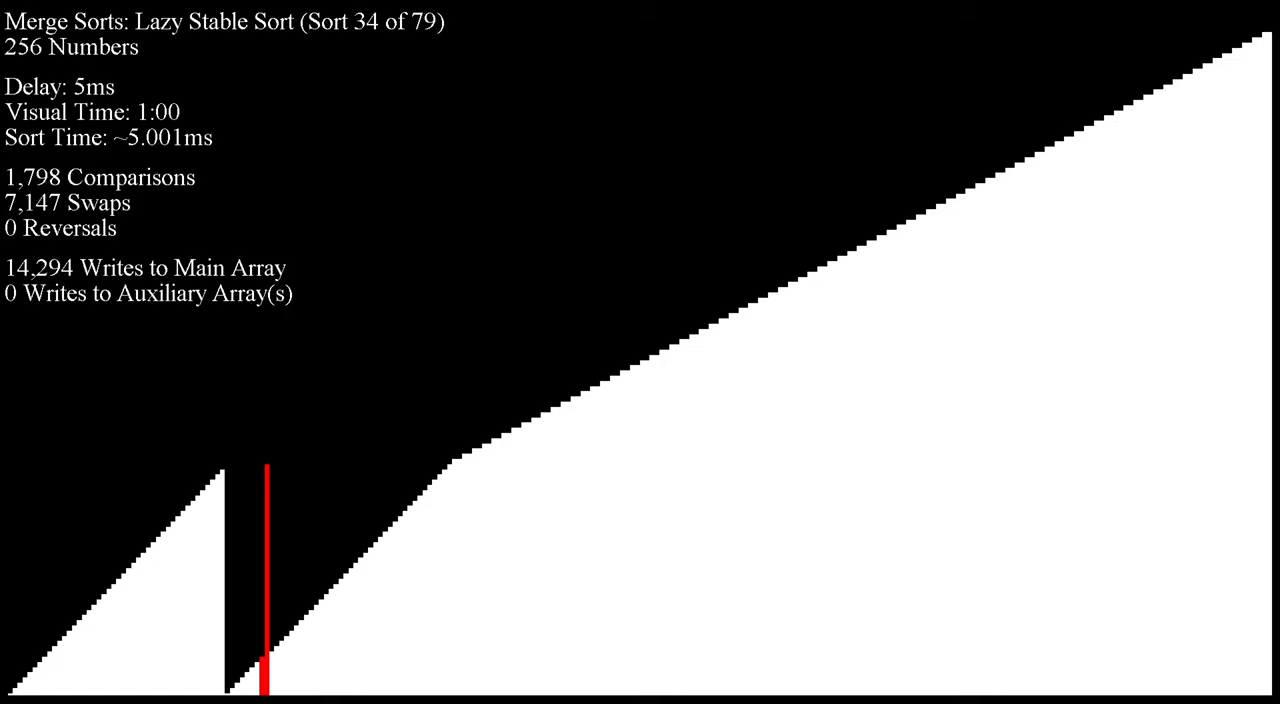 Merge Sorts: Lazy Stable Sort (Sort 34 of 79)
256 Numbers
Delay: 5ms
Visual Time: 1:00
Sort Time: ~5.001ms
1,798 Comparisons
7,147 Swaps
0 Reversals
14,294 Writes to Main Array
0 Writes to Auxiliary Array(s)